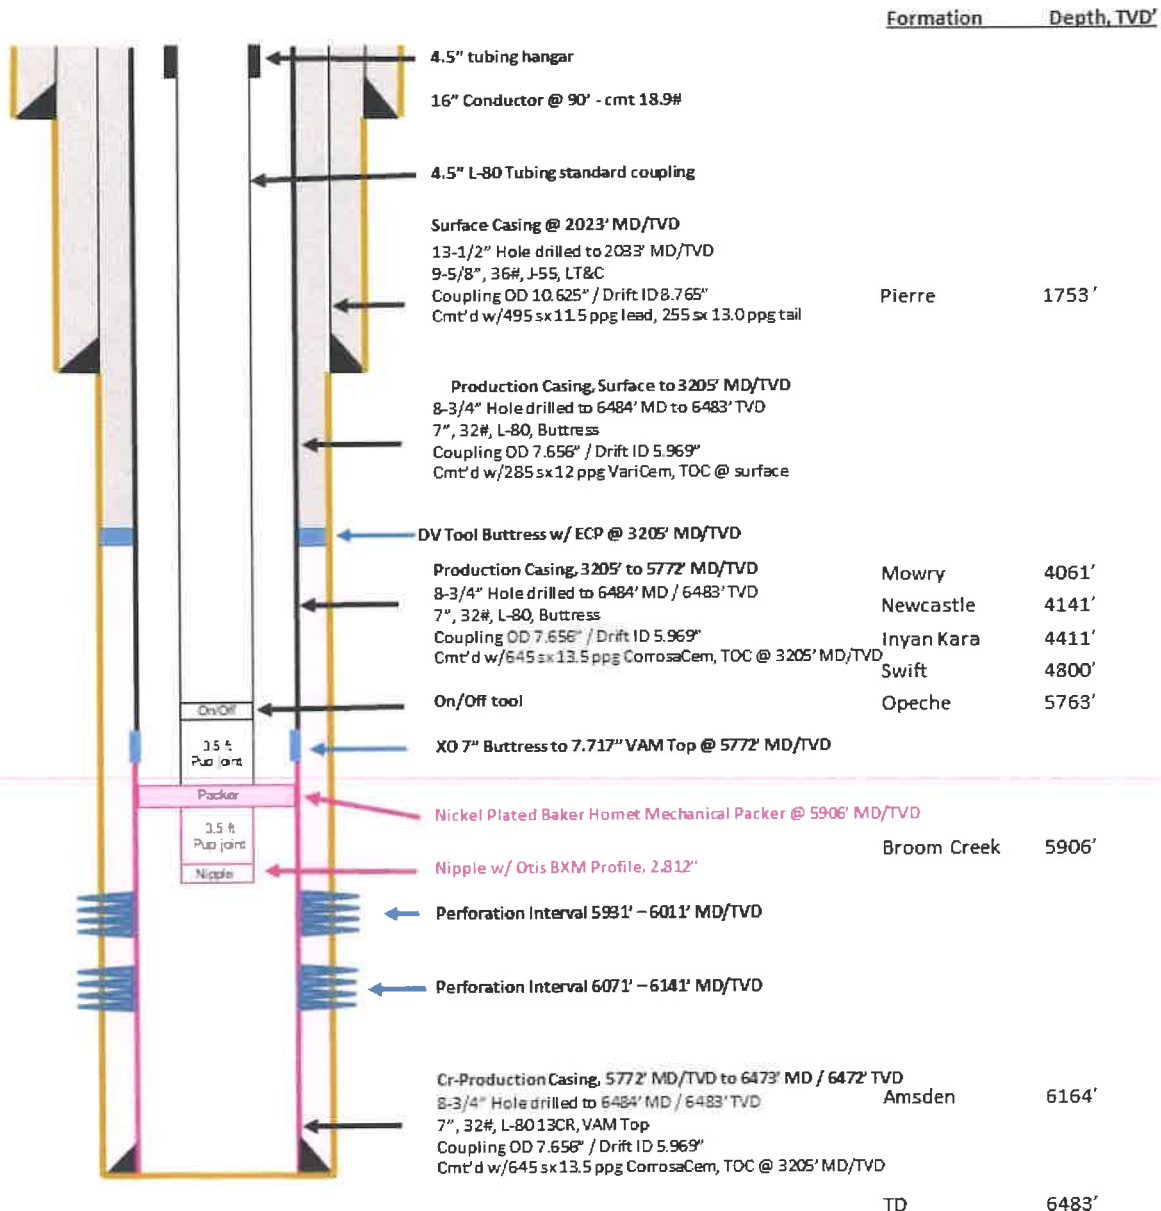 Formation Depth, TVD'
4.5" tubing hangar
16" Conductor @ 90' - cmt 18.9#
4.5" L-80 Tubing standard coupling
Surface Casing @ 2023' MD/TVD
13-1/2" Hole drilled to 2033' MD/TVD
9-5/8", 36#, J-55, LT&C
Coupling OD 10.625" / Drift ID 8.765"
Pierre 1753'
Cmt'd w/495 sx 11.5 ppg lead, 255 sx 13.0 ppg tail
Production Casing, Surface to 3205' MD/TVD
8-3/4" Hole drilled to 6484' MD to 6483' TVD
7", 32#, L-80, Buttress
Coupling OD 7.656" / Drift ID 5.969"
Cmt'd w/285 sx 12 ppg VariCem, TOC @ surface
DV Tool Buttress w/ ECP @ 3205' MD/TVD
Production Casing, 3205' to 5772' MD/TVD
Mowry 4061'
8-3/4" Hole drilled to 6484' MD / 6483' TVD
7", 32#, L-80, Buttress
Newcastle 4141'
Coupling OD 7.656" / Drift ID 5.969"
Inyan Kara 4411'
Cmt'd w/645 sx 13.5 ppg CorrosaCem, TOC @ 3205' MD/TVD
Swift 4800'
On/Off tool
Opeche 5763'
On/Off
3.5 ft
Pup joint
XO 7" Buttress to 7.717" VAM Top @ 5772' MD/TVD
Packer
Nickel Plated Baker Hornet Mechanical Packer @ 5906' MD/TVD
3.5 ft
Pup joint
Broom Creek 5906'
Nipple
Nipple w/ Otis BXM Profile, 2.812"
Perforation Interval 5931' – 6011' MD/TVD
Perforation Interval 6071' – 6141' MD/TVD
Cr-Production Casing, 5772' MD/TVD to 6473' MD / 6472' TVD
8-3/4" Hole drilled to 6484' MD / 6483' TVD
Amsden 6164'
7", 32#, L-80 13CR, VAM Top
Coupling OD 7.656" / Drift ID 5.969"
Cmt'd w/645 sx 13.5 ppg CorrosaCem, TOC @ 3205' MD/TVD
TD 6483'